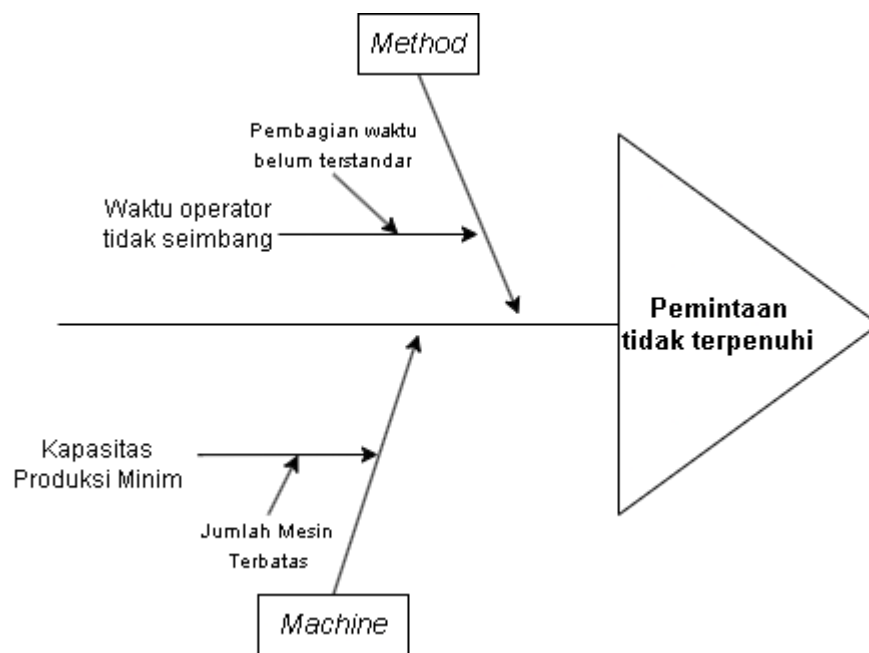 Method
Pembagian waktu
belum terstandar
Waktu operator
tidak seimbang
Pemintaan
tidak terpenuhi
Kapasitas
Produksi Minim
Jumlah Mesin
Terbatas
Machine